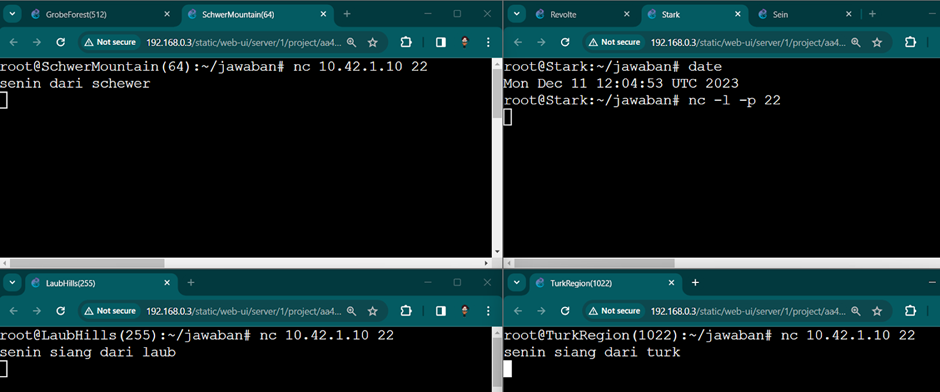 GrobeForest(512)
SchwerMountain(64)
Not secure
192.168.0.3/static/web-ui/server/1/project/aa4...
root@SchwerMountain(64):~/jawaban# nc 10.42.1.10 22
senin dari schewer
Revolte
Stark
Sein
Not secure
192.168.0.3/static/web-ui/server/1/project/aa4...
root@Stark:~/jawaban# date
Mon Dec 11 12:04:53 UTC 2023
root@Stark:~/jawaban# nc -l -p 22
LaubHills(255)
Not secure
192.168.0.3/static/web-ui/server/1/project/aa4...
root@LaubHills(255):~/jawaban# nc 10.42.1.10 22
senin siang dari laub
TurkRegion(1022)
Not secure
192.168.0.3/static/web-ui/server/1/project/aa4...
root@TurkRegion(1022):~/jawaban# nc 10.42.1.10 22
senin siang dari turk